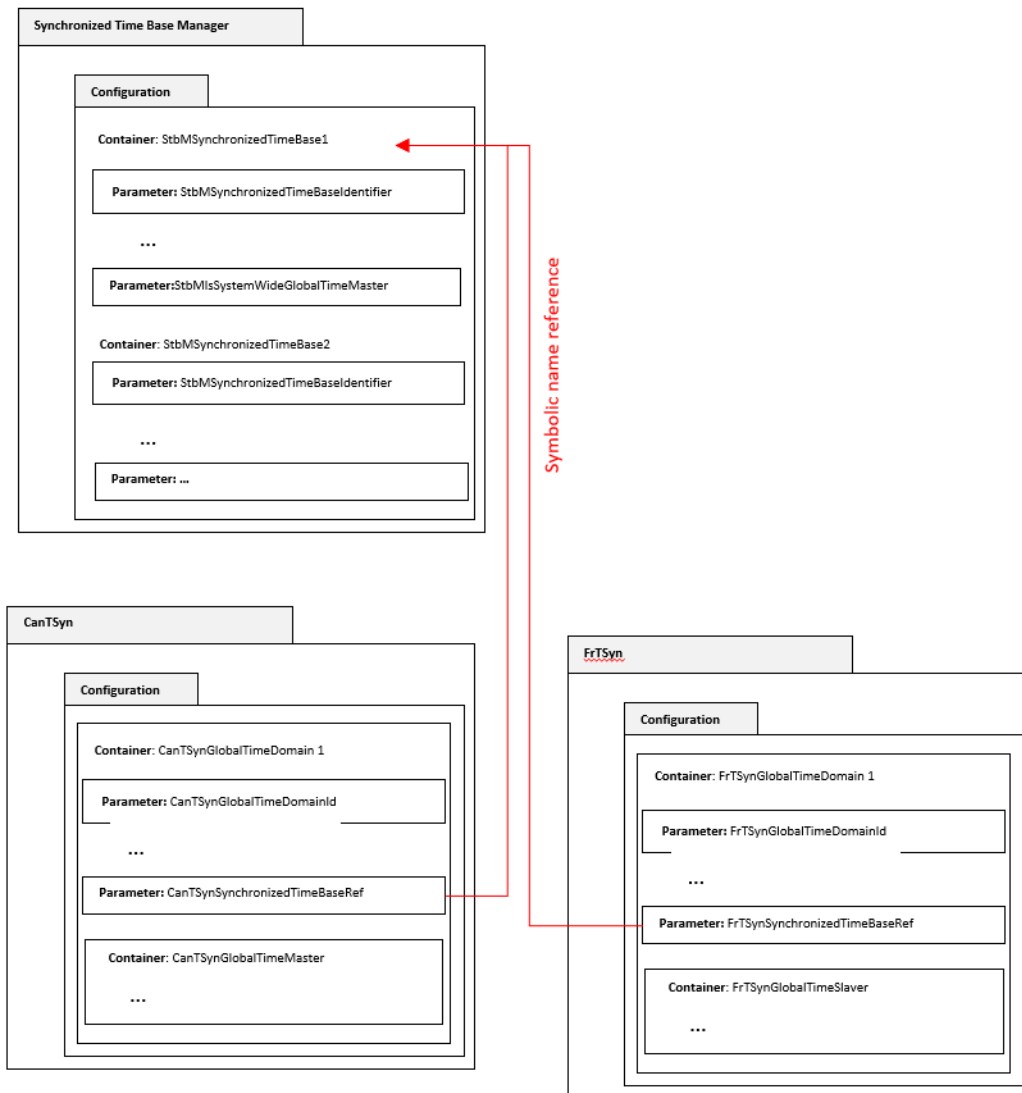 Synchronized Time Base Manager
Configuration
Container: StbMSynchronizedTimeBase1
Parameter: StbMSynchronizedTimeBaseIdentifier
...
Parameter:StbMIsSystemWideGlobalTimeMaster
Container: StbMSynchronizedTimeBase2
Parameter: StbMSynchronizedTimeBaseIdentifier
...
Parameter: ...
Symbolic name reference
CanTSyn
Configuration
Container: CanTSynGlobalTimeDomain 1
Parameter: CanTSynGlobalTimeDomainId
...
Parameter: CanTSynSynchronizedTimeBaseRef
Container: CanTSynGlobalTimeMaster
...
FrTSyn
Configuration
Container: FrTSynGlobalTimeDomain 1
Parameter: FrTSynGlobalTimeDomainId
...
Parameter: FrTSynSynchronizedTimeBaseRef
Container: FrTSynGlobalTimeSlaver
...